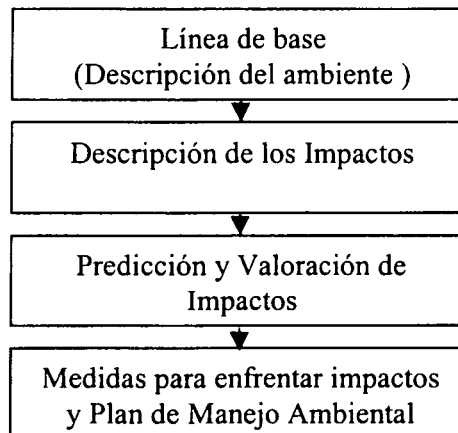 Línea de base
(Descripción del ambiente )
Descripción de los Impactos
Predicción y Valoración de
Impactos
Medidas para enfrentar impactos
y Plan de Manejo Ambiental